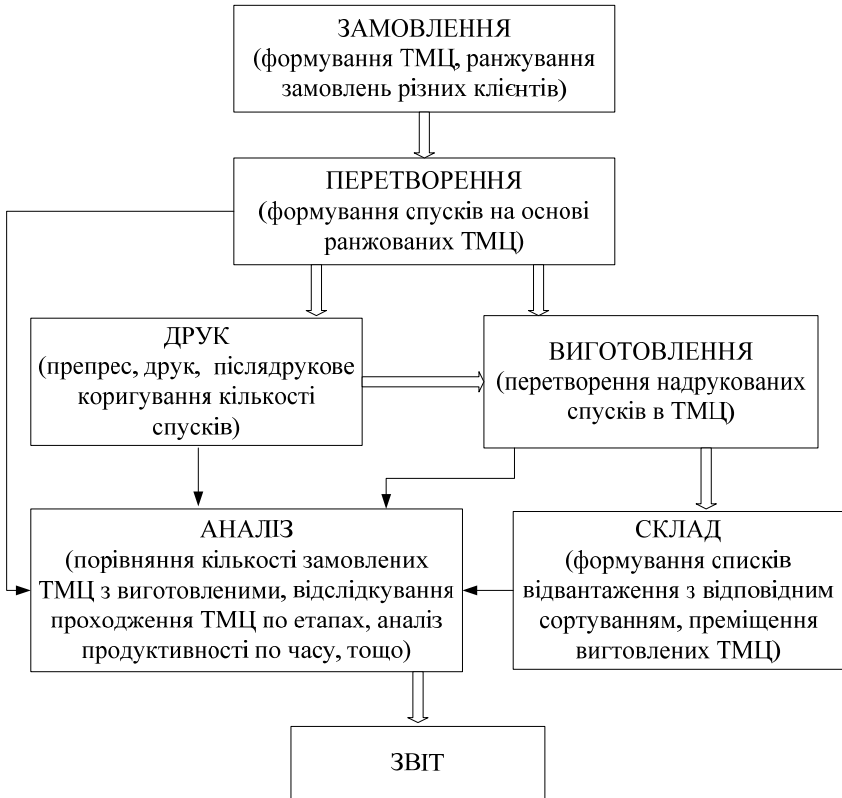 ЗАМОВЛЕННЯ
(формування ТМЦ, ранжування
замовлень різних клієнтів)
ПЕРЕТВОРЕННЯ
(формування спусків на основі
ранжованих ТМЦ)
ДРУК
(препрес, друк, післядрукове
коригування кількості
спусків)
ВИГОТОВЛЕННЯ
(перетворення надрукованих
спусків в ТМЦ)
АНАЛІЗ
(порівняння кількості замовлених
ТМЦ з виготовленими, відслідкування
проходження ТМЦ по етапах, аналіз
продуктивності по часу, тощо)
СКЛАД
(формування списків
відвантаження з відповідним
сортуванням, преміщення
вигтовлених ТМЦ)
ЗВІТ